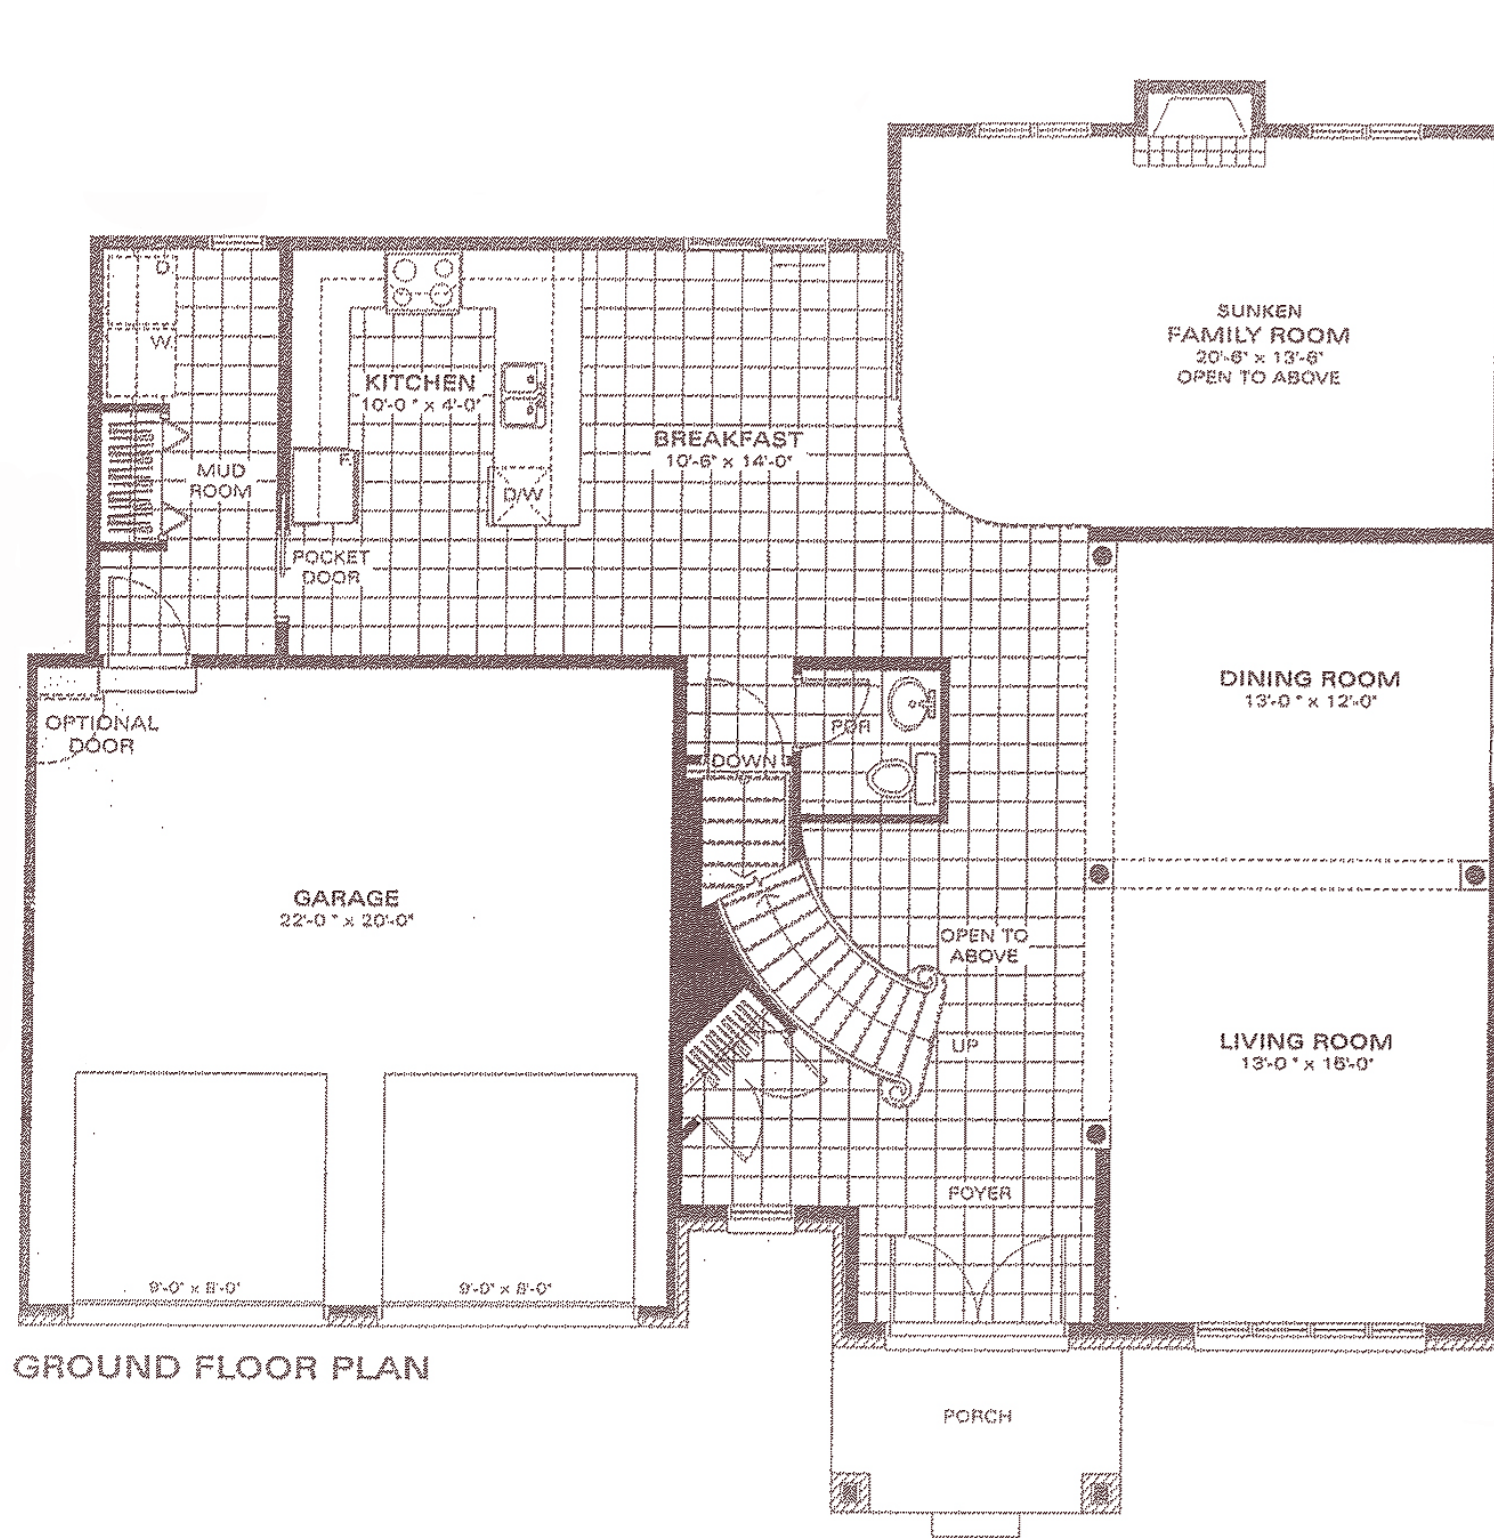 SUNKEN
FAMILY ROOM
20'-6" x 13'-6"
OPEN TO ABOVE
D.
W.
KITCHEN
10'-0" x 4'-0"
BREAKFAST
10'-6" x 14'-0"
F.
MUD
ROOM
D/W
POCKET
DOOR
DINING ROOM
13'-0" x 12'-0"
OPTIONAL
DOOR
PDR
DOWN
GARAGE
22'-0" x 20'-0"
OPEN TO
ABOVE
UP
LIVING ROOM
13'-0" x 15'-0"
FOYER
9'-0" x 8'-0"
9'-0" x 8'-0"
GROUND FLOOR PLAN
PORCH